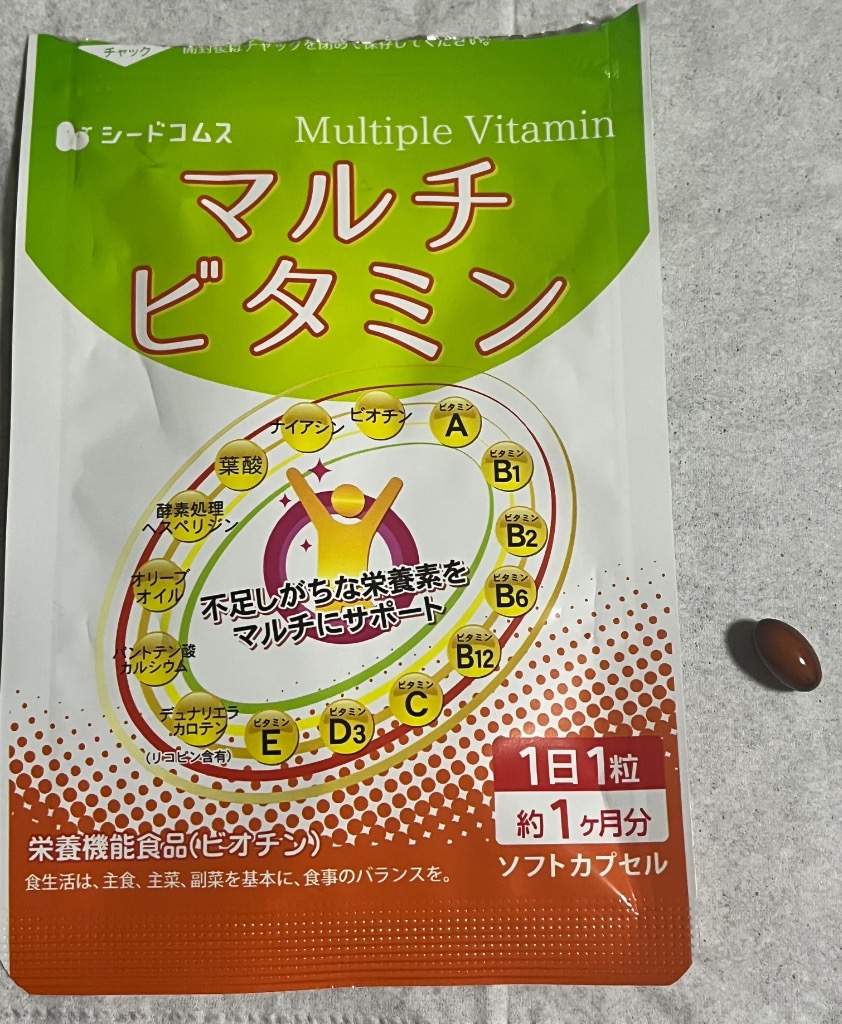 チャック
開封後はチャックを閉めて保存してください。
シードコムス
Multiple Vitamin
マルチ
ビタミン
ナイアシン
ビオチン
ビタミン
A
葉酸
ビタミン
B1
酵素処理
ヘスペリジン
ビタミン
B2
オリーブ
オイル
ビタミン
B6
不足しがちな栄養素を
マルチにサポート
パントテン酸
カルシウム
ビタミン
B12
デュナリエラ
カロテン
(リコピン含有)
ビタミン
E
ビタミン
D3
ビタミン
C
1日1粒
約1ヶ月分
ソフトカプセル
栄養機能食品(ビオチン)
食生活は、主食、主菜、副菜を基本に、食事のバランスを。